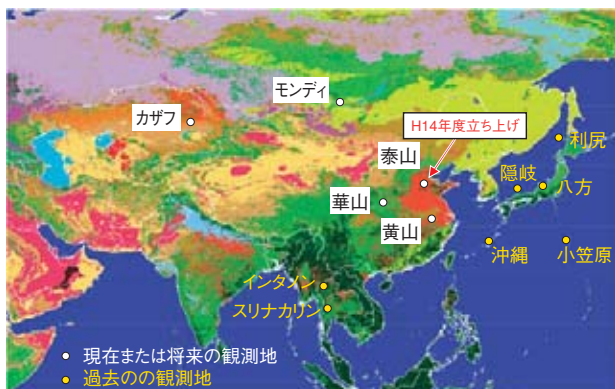 モンディ
カザフ
H14年度立ち上げ
泰山
利尻
隠岐
八方
華山
黄山
沖縄
小笠原
インタノン
スリナカリン
現在または将来の観測地
過去のの観測地